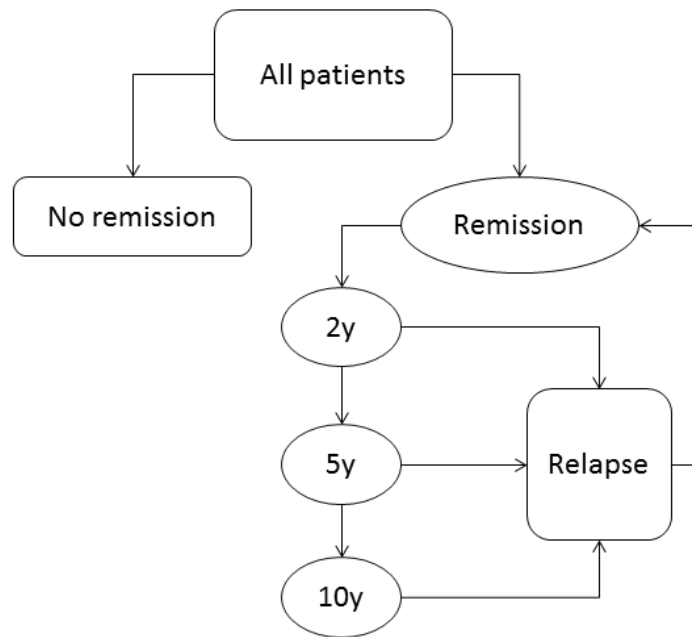 All patients
No remission
Remission
2y
5y
Relapse
10y